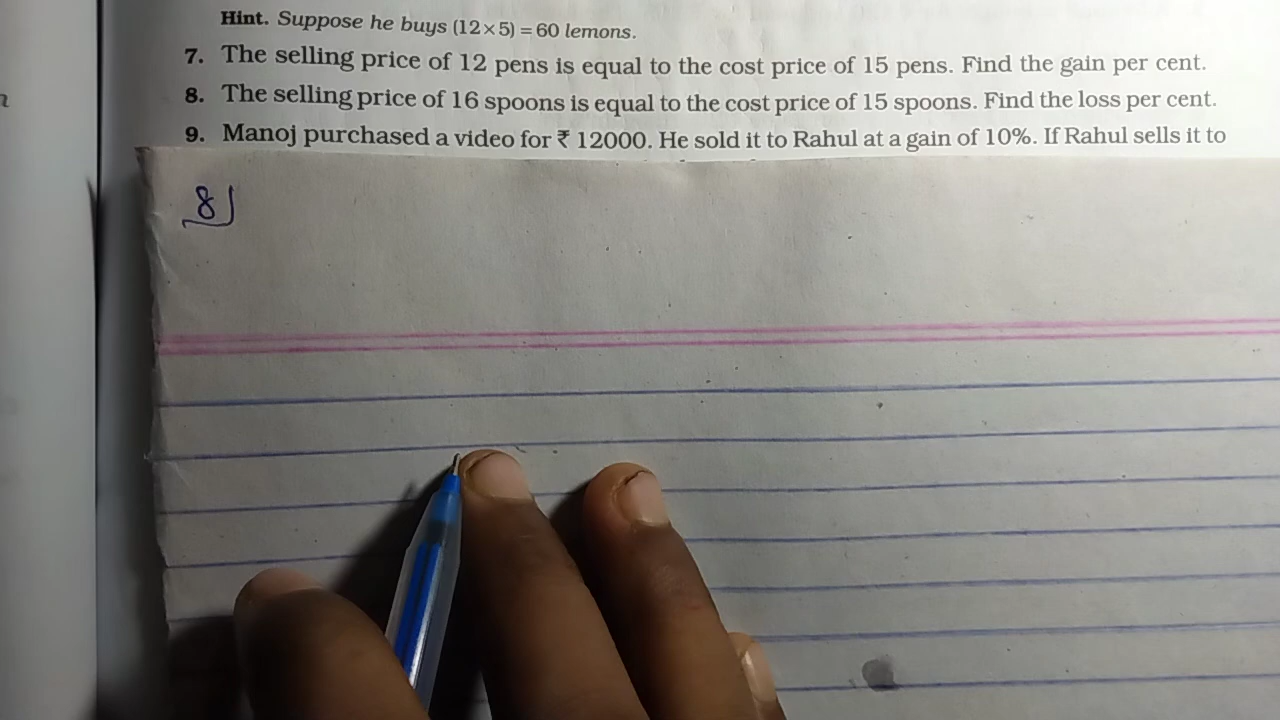 Hint. Suppose he buys (12×5) = 60 lemons.
7. The selling price of 12 pens is equal to the cost price of 15 pens. Find the gain per cent.
8. The selling price of 16 spoons is equal to the cost price of 15 spoons. Find the loss per cent.
9. Manoj purchased a video for ₹ 12000. He sold it to Rahul at a gain of 10%. If Rahul sells it to
8